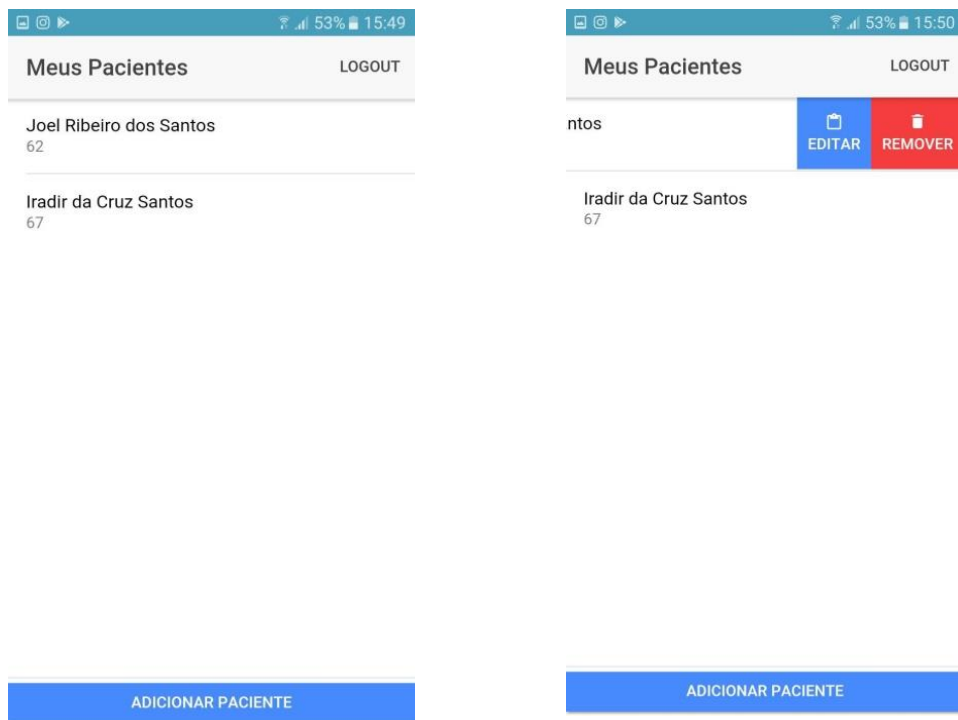 53% 15:49
Meus Pacientes LOGOUT
Joel Ribeiro dos Santos
62
Iradir da Cruz Santos
67
ADICIONAR PACIENTE
53% 15:50
Meus Pacientes LOGOUT
ntos
EDITAR REMOVER
Iradir da Cruz Santos
67
ADICIONAR PACIENTE